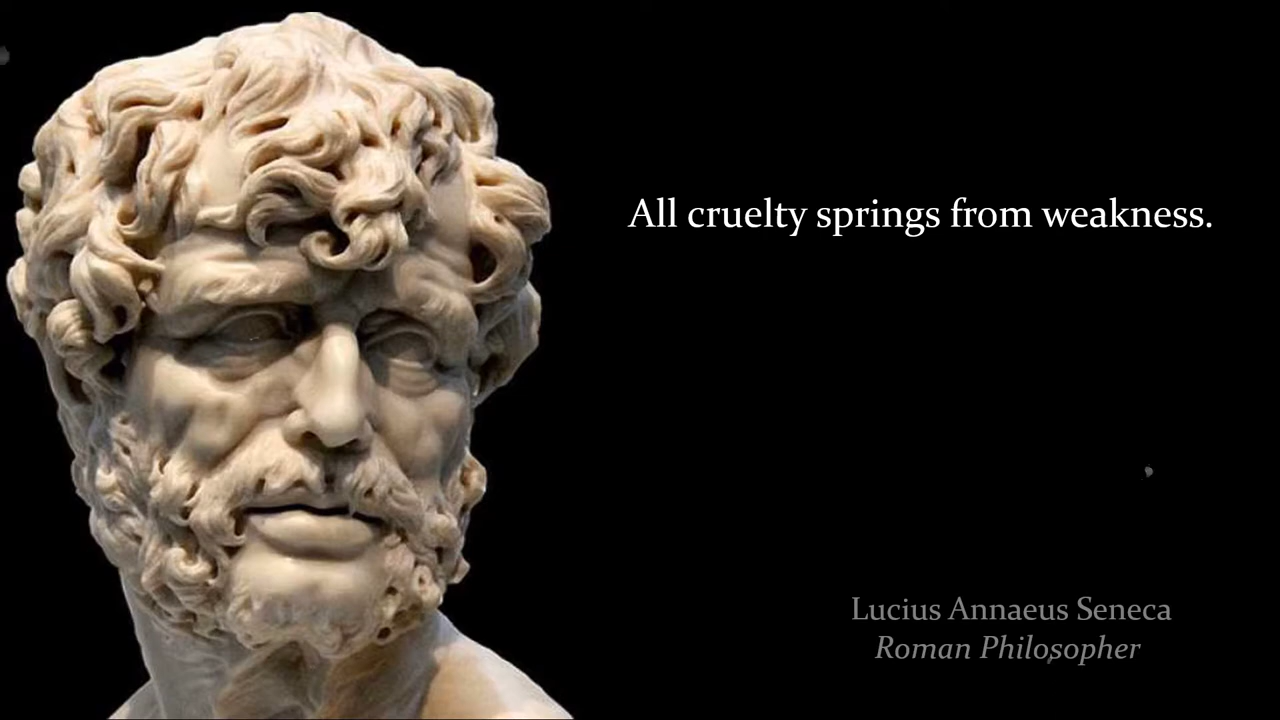 All cruelty springs from weakness.
Lucius Annaeus Seneca
Roman Philosopher